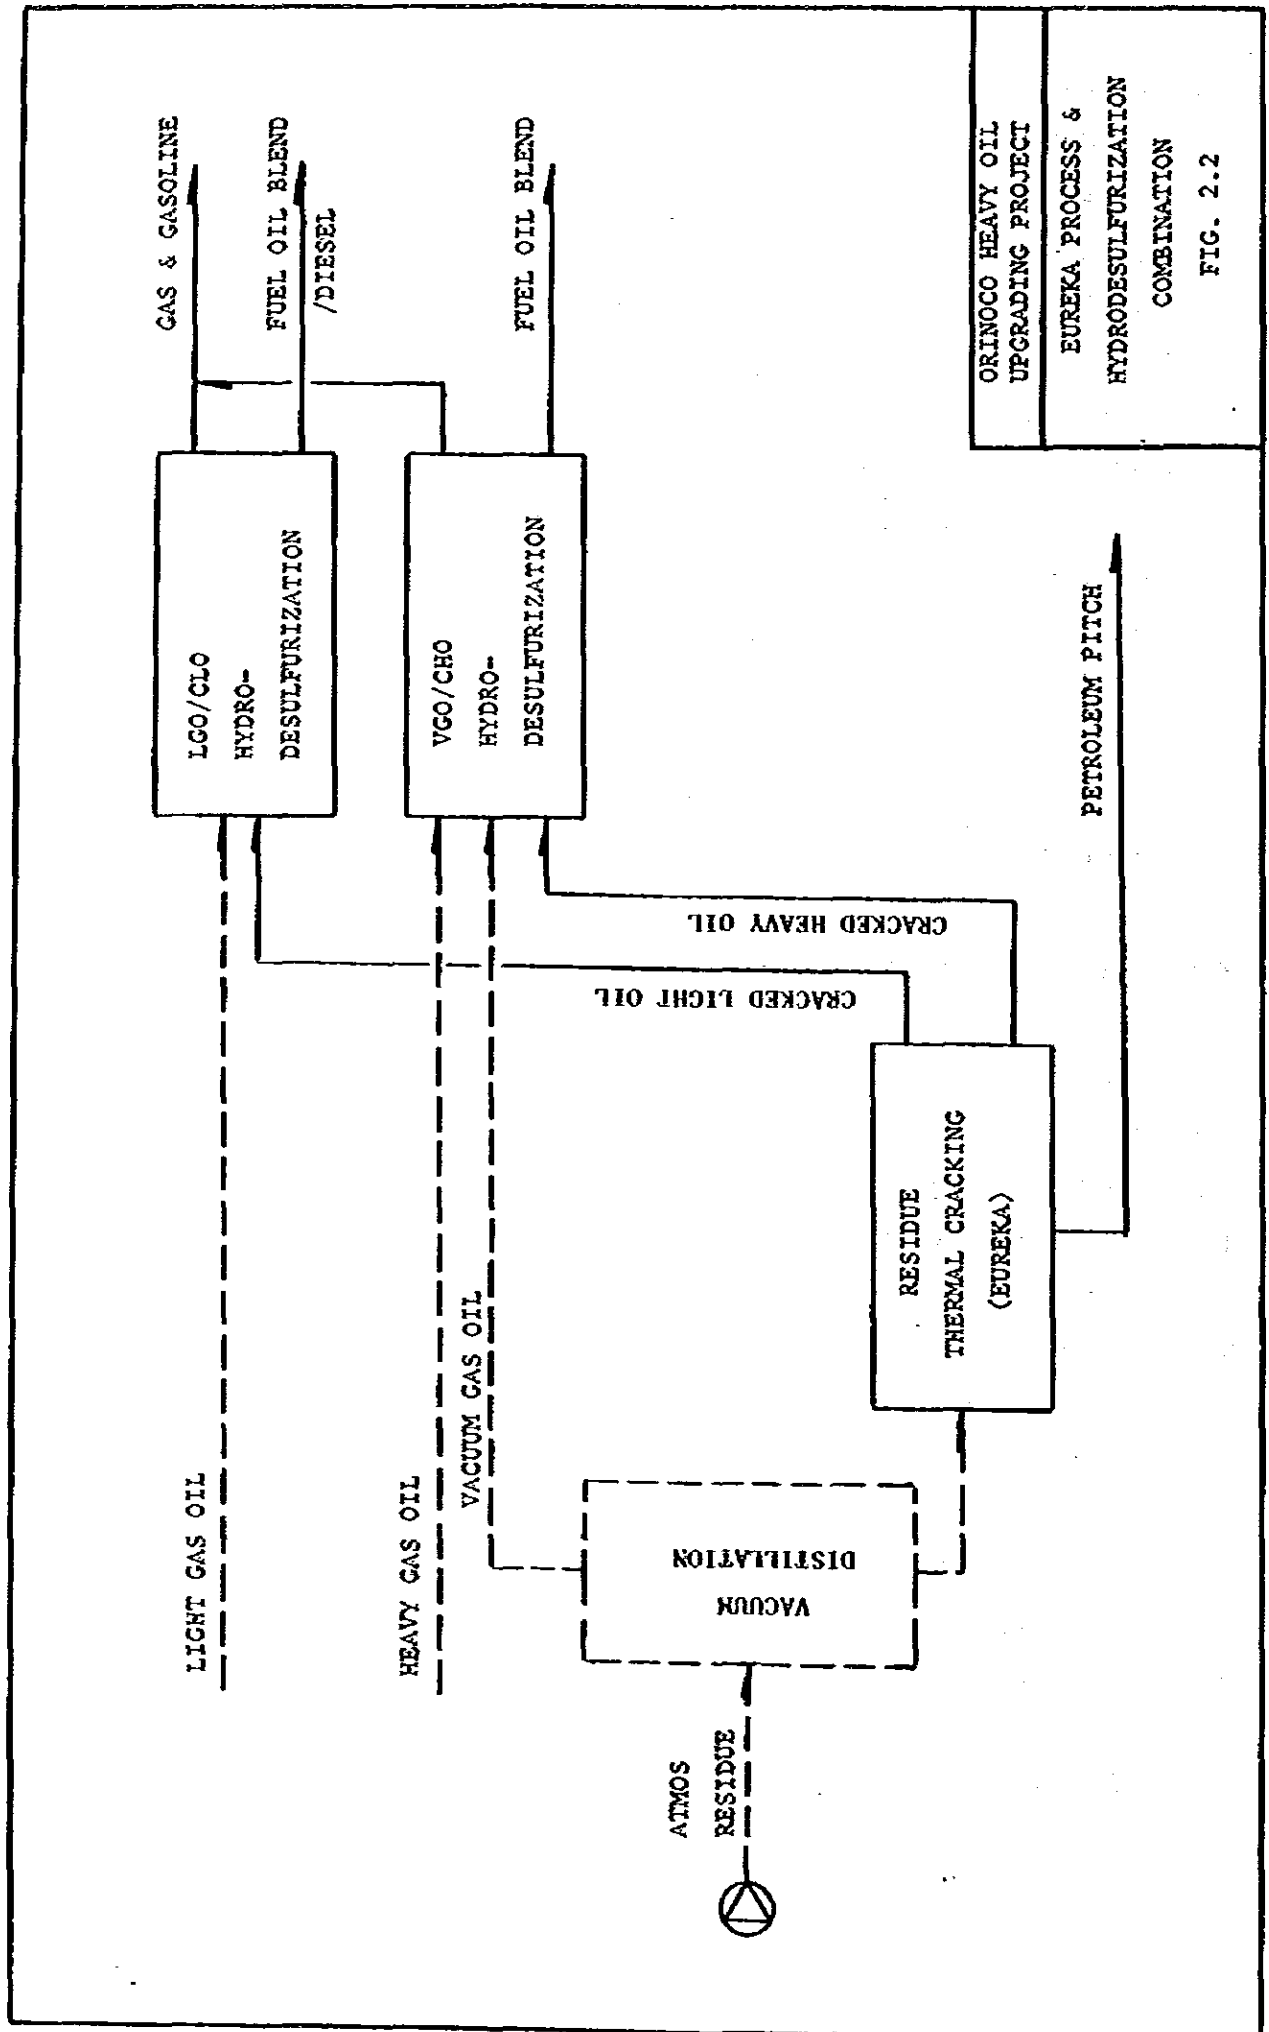 GAS & GASOLINE
FUEL OIL BLEND
/DIESEL
FUEL OIL BLEND
LGO/CLO
HYDRO-
DESULFURIZATION
VGO/CHO
HYDRO-
DESULFURIZATION
LIGHT GAS OIL
HEAVY GAS OIL
VACUUM GAS OIL
CRACKED LIGHT OIL
CRACKED HEAVY OIL
ATMOS
RESIDUE
VACUUM
DISTILLATION
RESIDUE
THERMAL CRACKING
(EUREKA)
PETROLEUM PITCH
ORINOCO HEAVY OIL
UPGRADING PROJECT
EUREKA PROCESS &
HYDRODESULFURIZATION
COMBINATION
FIG. 2.2